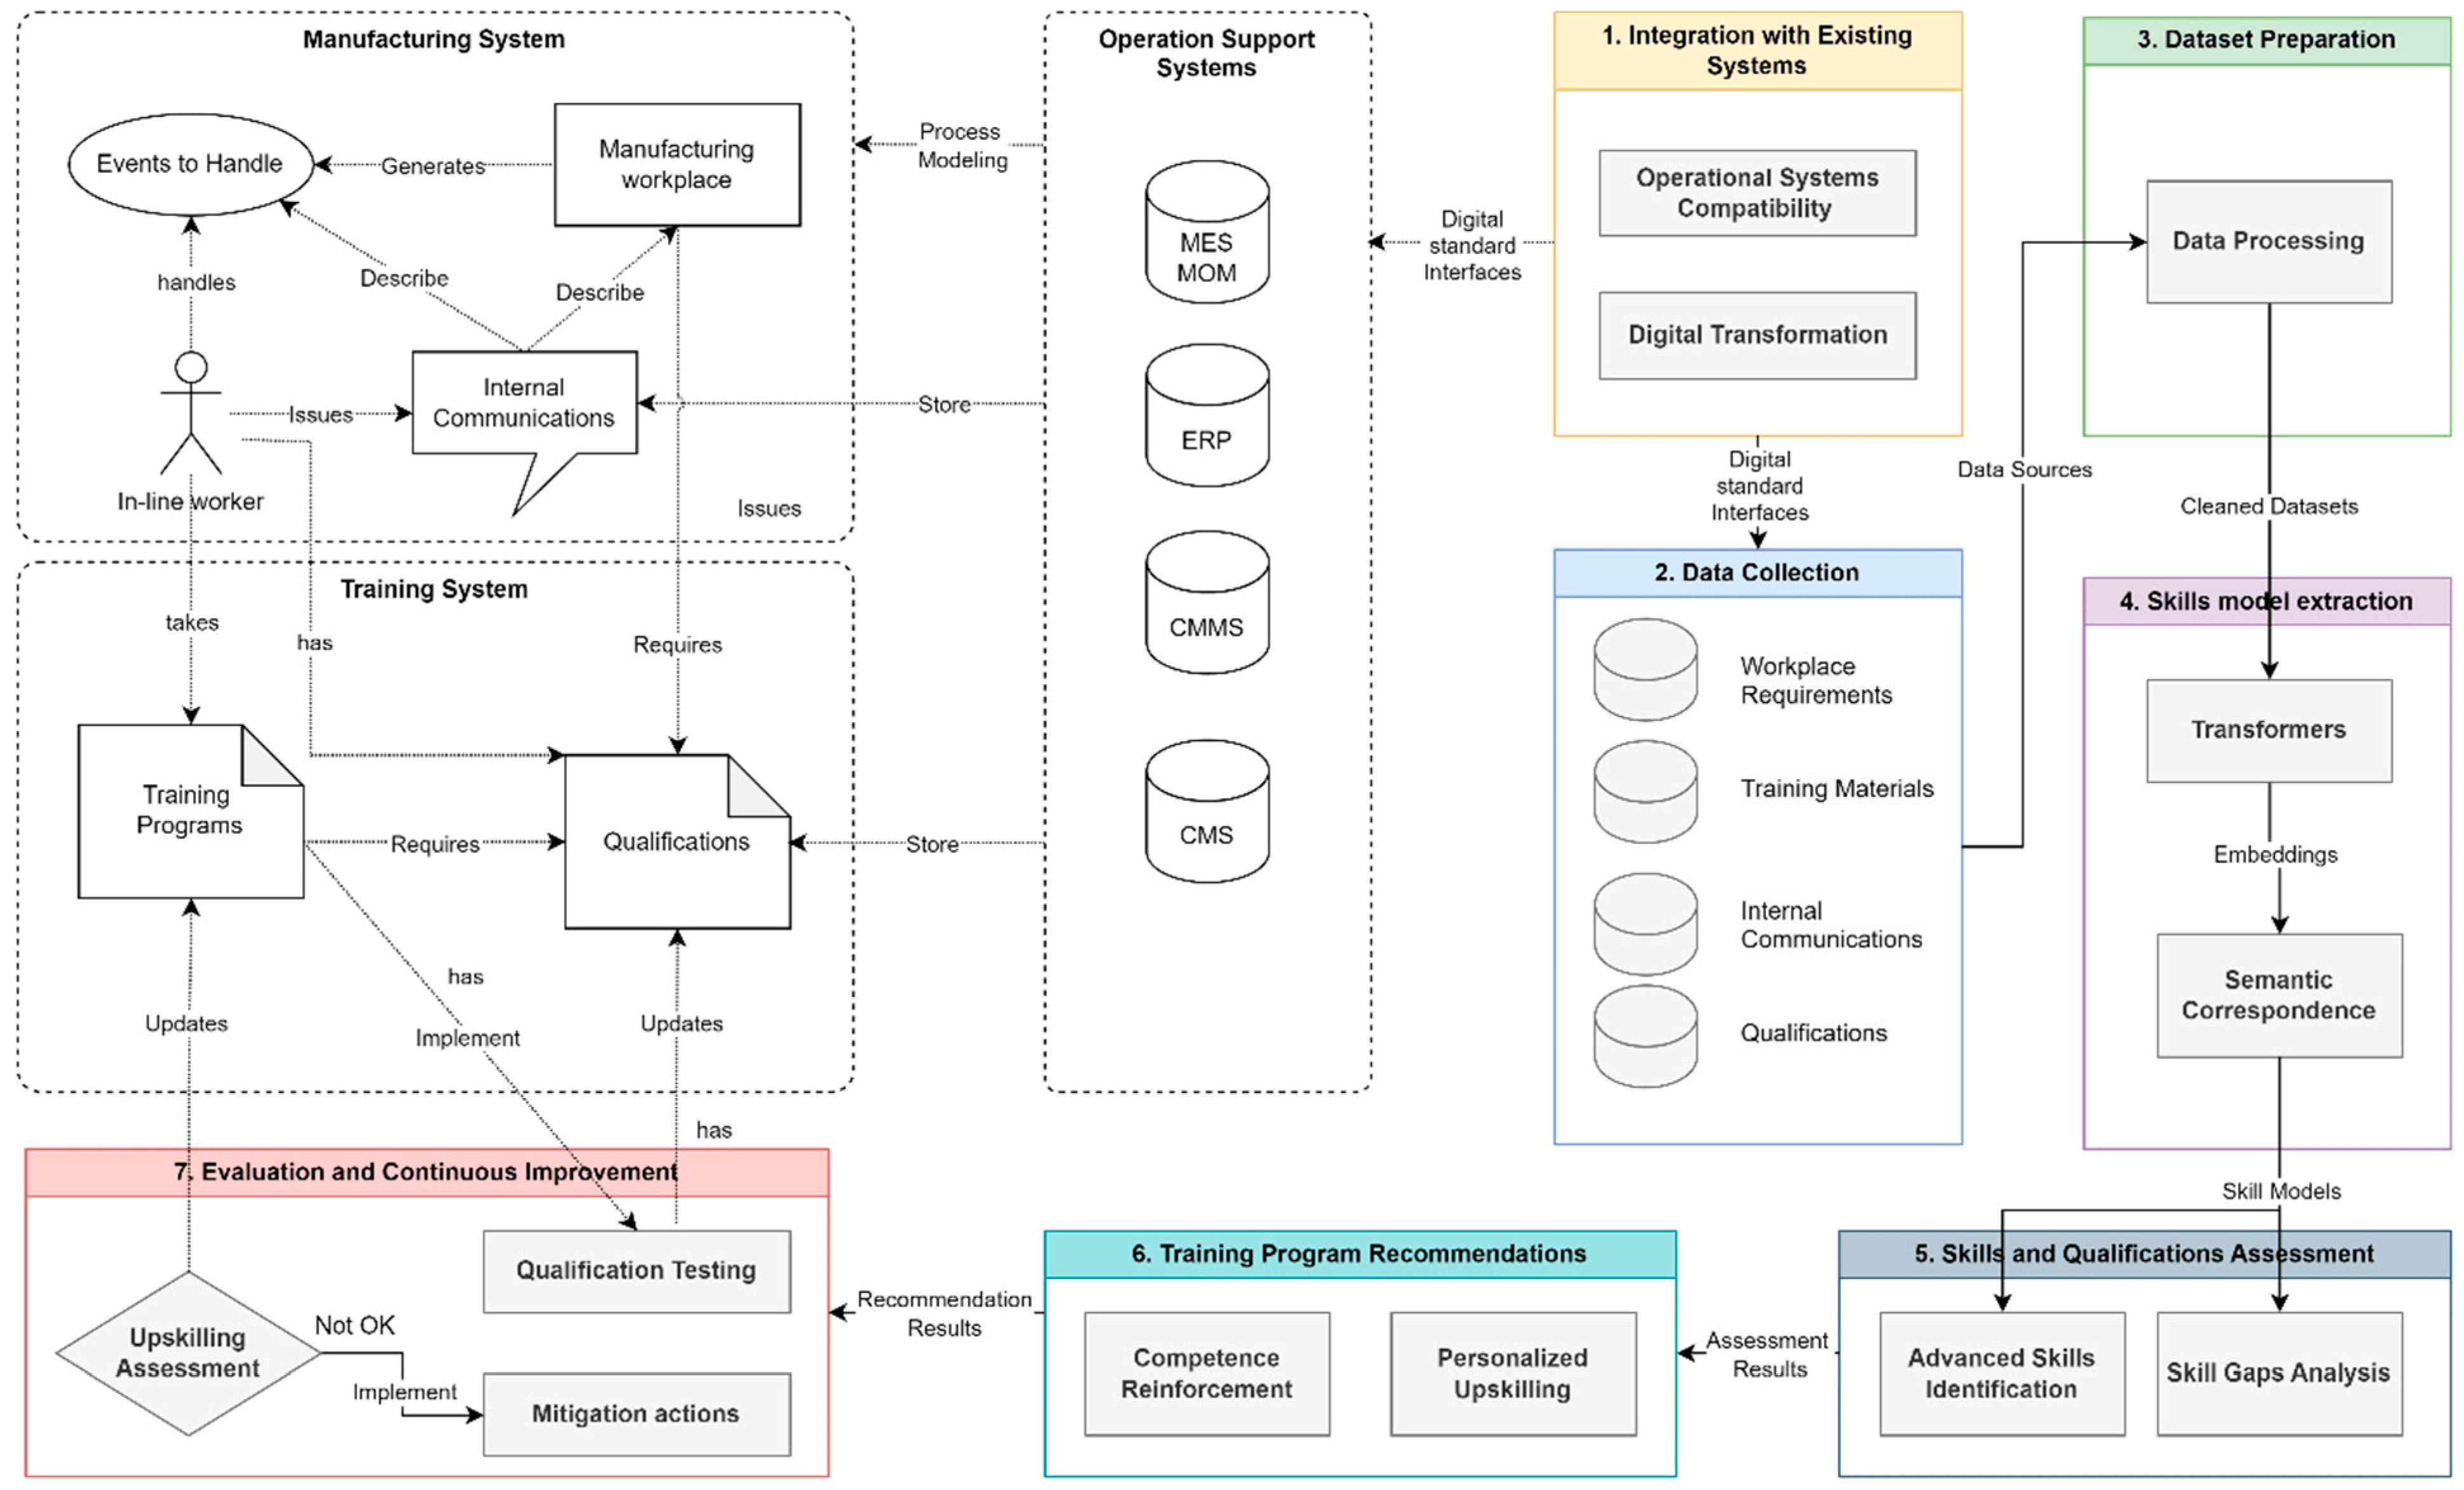 Manufacturing System
Events to Handle
Generates
Manufacturing
workplace
handles
Describe
Describe
Internal
Communications
Issues
In-line worker
Issues
Process
Modeling
Store
Training System
takes
has
Requires
Training
Programs
Requires
Qualifications
Store
has
Implement
Updates
Updates
has
Operation Support
Systems
MES
MOM
ERP
CMMS
CMS
Digital
standard
Interfaces
1. Integration with Existing
Systems
Operational Systems
Compatibility
Digital Transformation
Digital
standard
Interfaces
2. Data Collection
Workplace
Requirements
Training Materials
Internal
Communications
Qualifications
Data Sources
3. Dataset Preparation
Data Processing
Cleaned Datasets
4. Skills model extraction
Transformers
Embeddings
Semantic
Correspondence
Skill Models
5. Skills and Qualifications Assessment
Advanced Skills
Identification
Skill Gaps Analysis
Assessment
Results
6. Training Program Recommendations
Competence
Reinforcement
Personalized
Upskilling
Recommendation
Results
7. Evaluation and Continuous Improvement
Qualification Testing
Upskilling
Assessment
Not OK
Implement
Mitigation actions